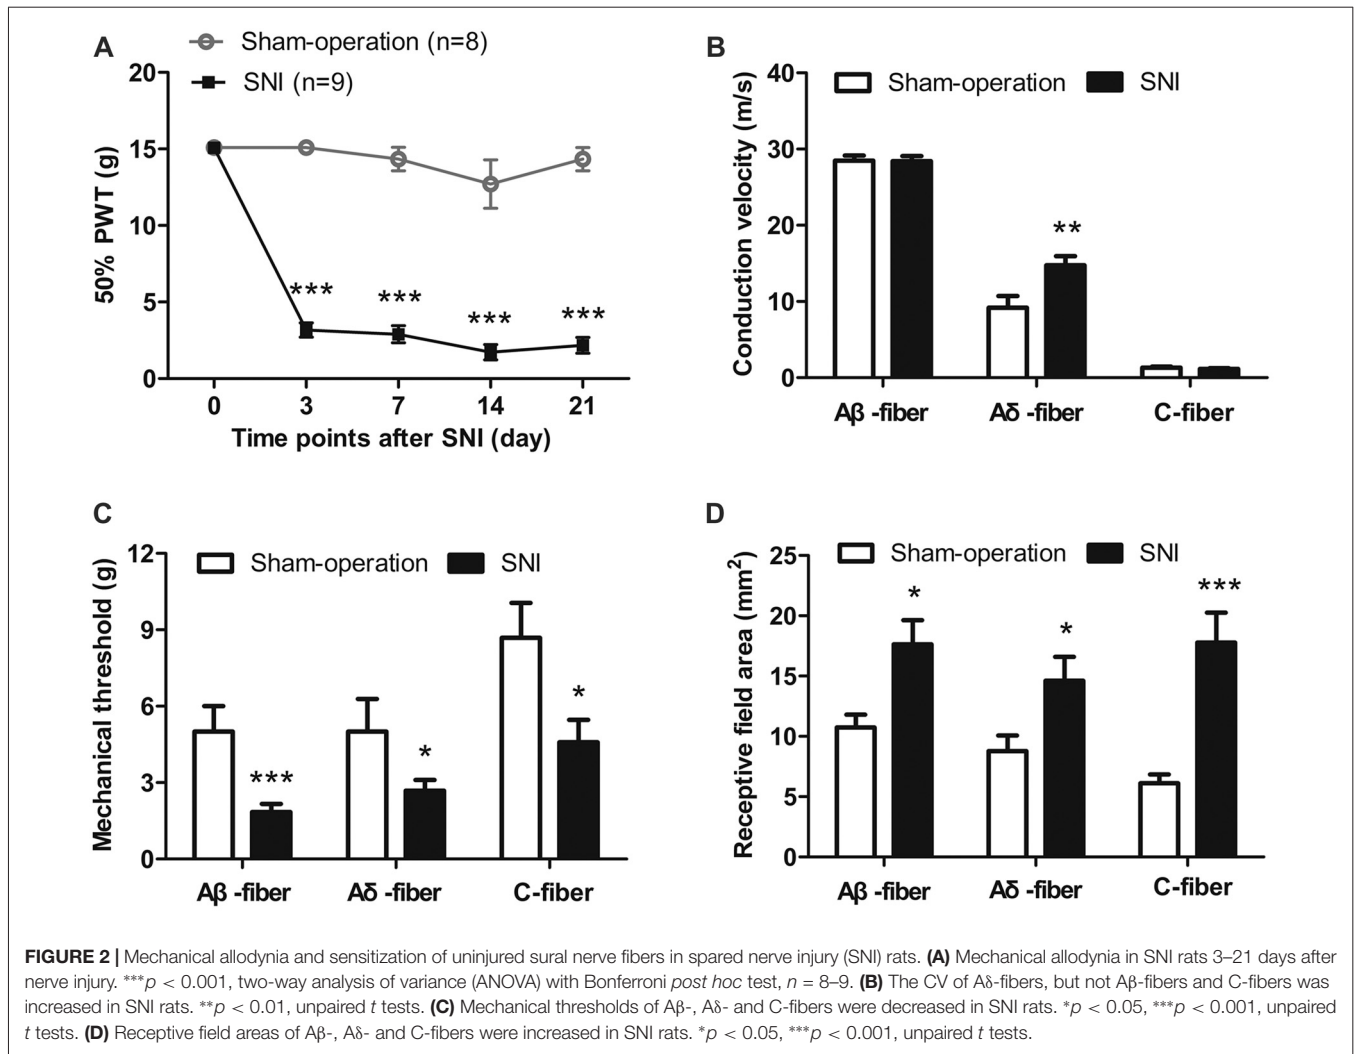 A
Sham-operation (n=8)
SNI (n=9)
50% PWT (g)
20
15
10
5
0
***
***
***
***
0 3 7 14 21
Time points after SNI (day)
B
Sham-operation SNI
Conduction velocity (m/s)
40
30
20
10
0
**
Aβ -fiber Aδ -fiber C-fiber
C
Sham-operation SNI
Mechanical threshold (g)
12
9
6
3
0
***
*
*
Aβ -fiber Aδ -fiber C-fiber
D
Sham-operation SNI
Receptive field area (mm²)
25
20
15
10
5
0
*
*
***
Aβ -fiber Aδ -fiber C-fiber
FIGURE 2 | Mechanical allodynia and sensitization of uninjured sural nerve fibers in spared nerve injury (SNI) rats. (A) Mechanical allodynia in SNI rats 3–21 days after
nerve injury. ***p < 0.001, two-way analysis of variance (ANOVA) with Bonferroni post hoc test, n = 8–9. (B) The CV of Aδ-fibers, but not Aβ-fibers and C-fibers was
increased in SNI rats. **p < 0.01, unpaired t tests. (C) Mechanical thresholds of Aβ-, Aδ- and C-fibers were decreased in SNI rats. *p < 0.05, ***p < 0.001, unpaired
t tests. (D) Receptive field areas of Aβ-, Aδ- and C-fibers were increased in SNI rats. *p < 0.05, ***p < 0.001, unpaired t tests.